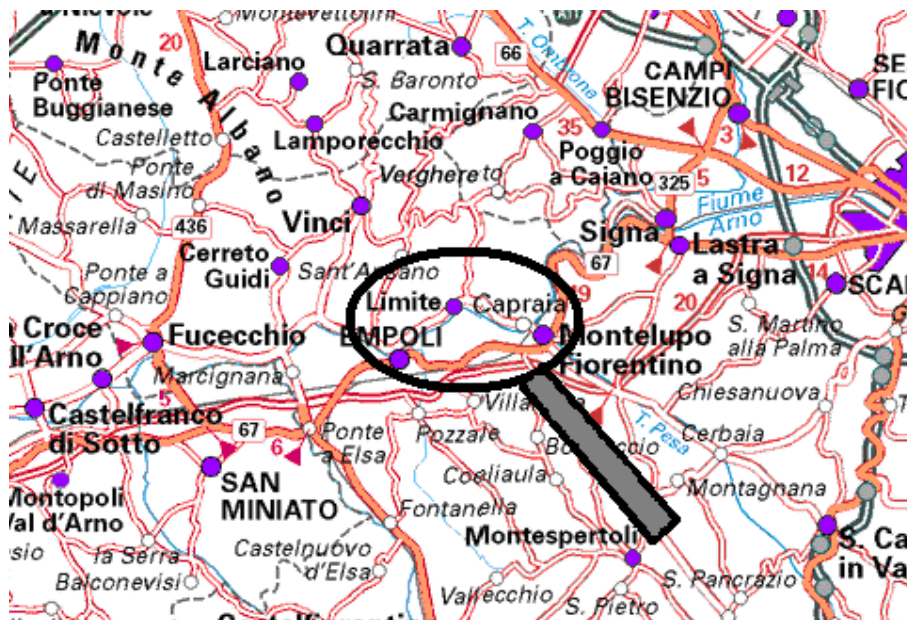 Montevettolini
20
Monte Albano
Larciano
Quarrata
66
T. Ombrone
CAMPI
BISENZIO
Ponte
Buggianese
S. Baronto
Carmignano
Castelletto
Lamporecchio
35
3
Poggio
a Caiano
Ponte
di Masino
Verghereto
325
5
12
Massarella
436
Vinci
Signa
Fiume
Arno
Cerreto
Guidi
Sant'Ansano
67
Lastra
a Signa
Ponte a
Cappiano
Limite
Capraia
19
20
14
Fucecchio
EMPOLI
Montelupo
Fiorentino
S. Martino
alla Palma
Marcignana
Chiesanuova
5
Castelfranco
di Sotto
67
6
Ponte
a Elsa
Pozzale
T. Pesa
Cerbaia
SAN
MINIATO
Coeliaula
Montagnana
Montopoli
Val d'Arno
Fontanella
Montespertoli
la Serra
Castelnuovo
d'Elsa
Balconevisi
Vallecchio
S. Pancrazio
S. Pietro